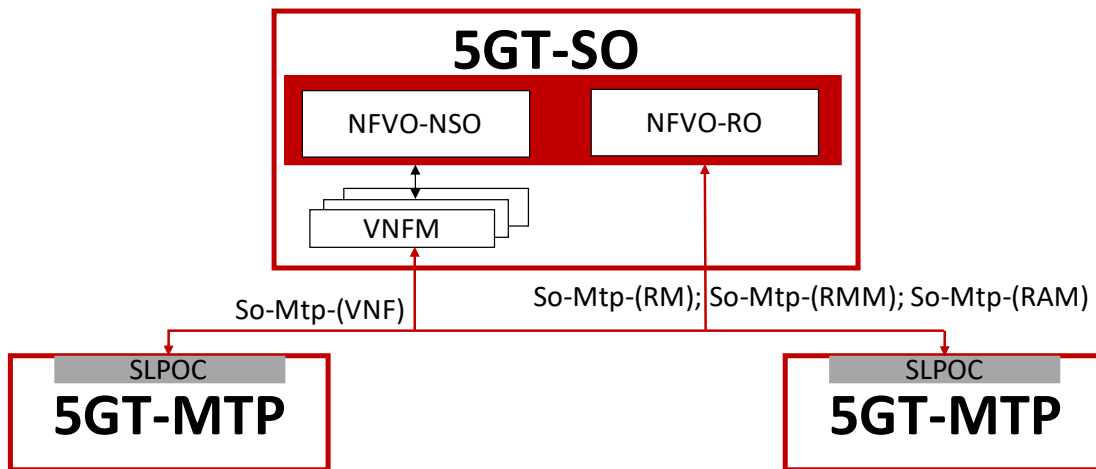 5GT-SO
NFVO-NSO
NFVO-RO
VNFM
So-Mtp-(VNF)
So-Mtp-(RM); So-Mtp-(RMM); So-Mtp-(RAM)
SLPOC
5GT-MTP
SLPOC
5GT-MTP